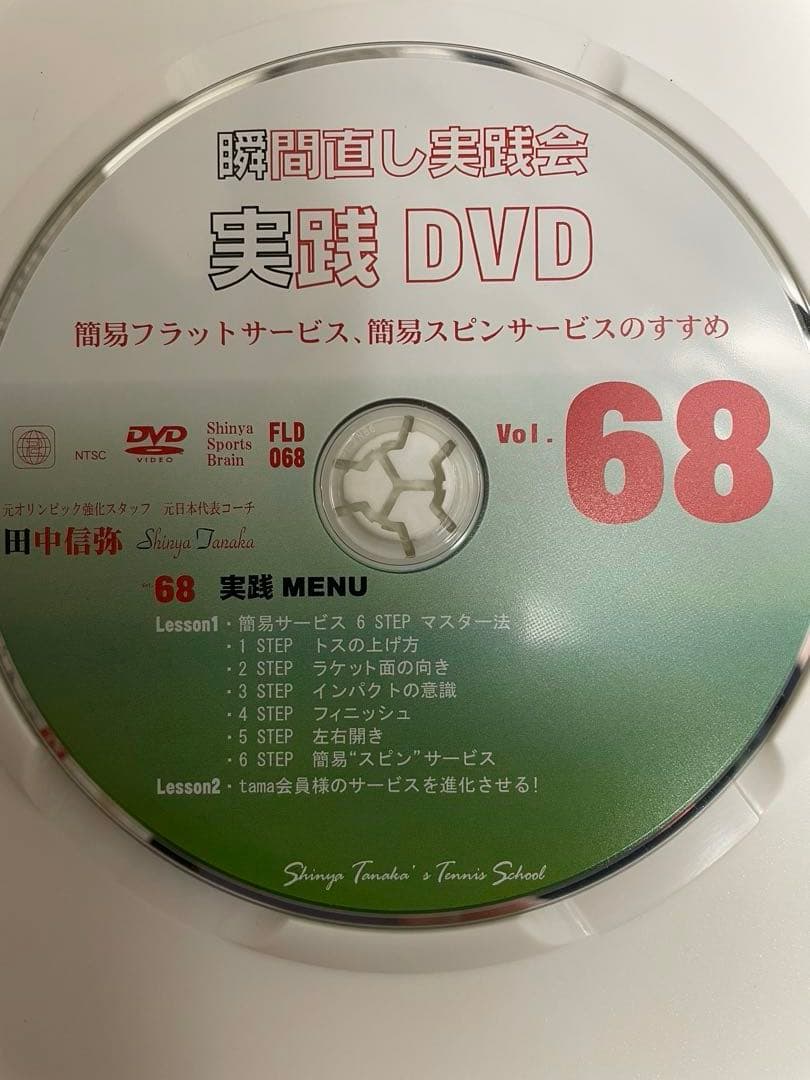 瞬間直し実践会
実践 DVD
簡易フラットサービス、簡易スピンサービスのすすめ
NTSC
DVD
VIDEO
Shinya
Sports
Brain
FLD
068
Vol. 68
元オリンピック強化スタッフ 元日本代表コーチ
田中信弥 Shinya Tanaka
68 実践 MENU
Lesson1・簡易サービス 6 STEP マスター法
・1 STEP トスの上げ方
・2 STEP ラケット面の向き
・3 STEP インパクトの意識
・4 STEP フィニッシュ
・5 STEP 左右開き
・6 STEP 簡易“スピン”サービス
Lesson2・tama会員様のサービスを進化させる!
Shinya Tanaka's Tennis School